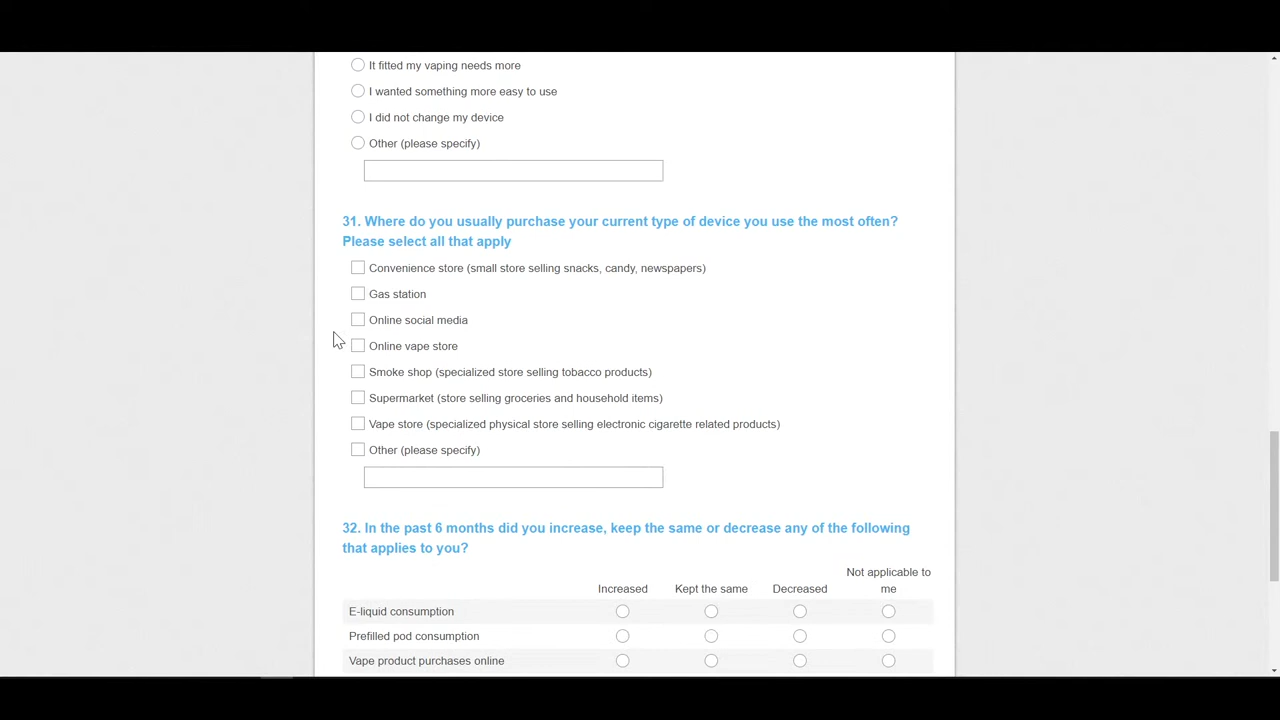 It fitted my vaping needs more
I wanted something more easy to use
I did not change my device
Other (please specify)
31. Where do you usually purchase your current type of device you use the most often?
Please select all that apply
Convenience store (small store selling snacks, candy, newspapers)
Gas station
Online social media
Online vape store
Smoke shop (specialized store selling tobacco products)
Supermarket (store selling groceries and household items)
Vape store (specialized physical store selling electronic cigarette related products)
Other (please specify)
32. In the past 6 months did you increase, keep the same or decrease any of the following
that applies to you?
Increased Kept the same Decreased Not applicable to
me
E-liquid consumption
Prefilled pod consumption
Vape product purchases online